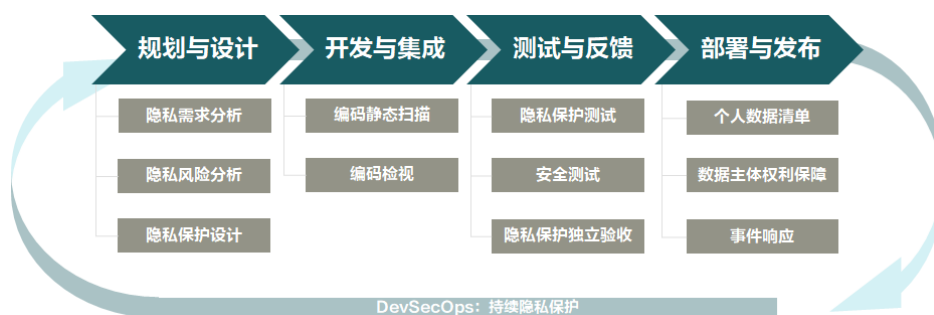 规划与设计
开发与集成
测试与反馈
部署与发布
隐私需求分析
编码静态扫描
隐私保护测试
个人数据清单
隐私风险分析
编码检视
安全测试
数据主体权利保障
隐私保护设计
隐私保护独立验收
事件响应
DevSecOps：持续隐私保护